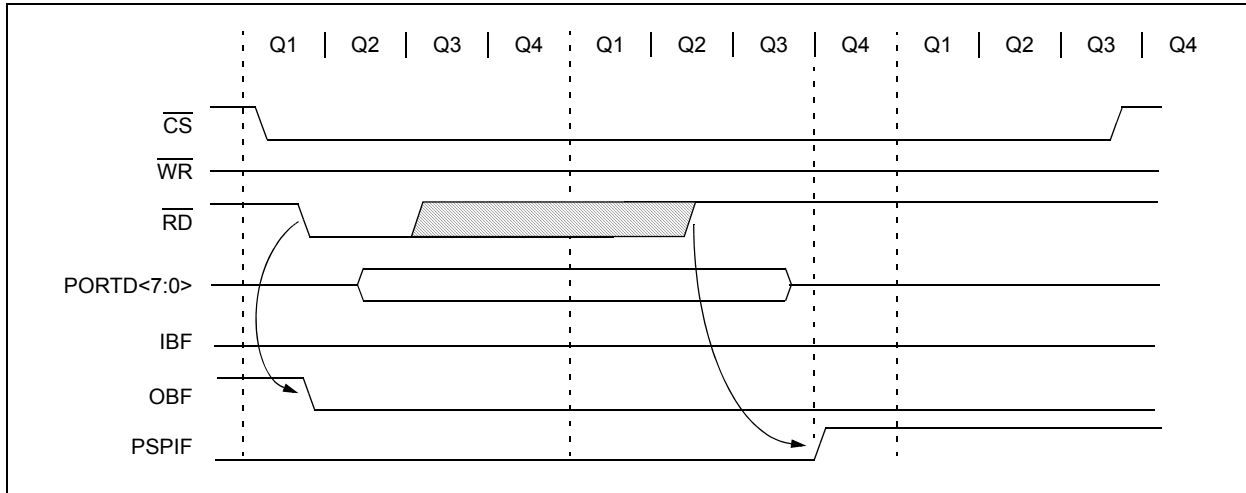 Q1 | Q2 | Q3 | Q4 Q1 | Q2 | Q3 Q4 Q1 | Q2 | Q3 | Q4
CS
WR
RD
PORTD<7:0>
IBF
OBF
PSPIF